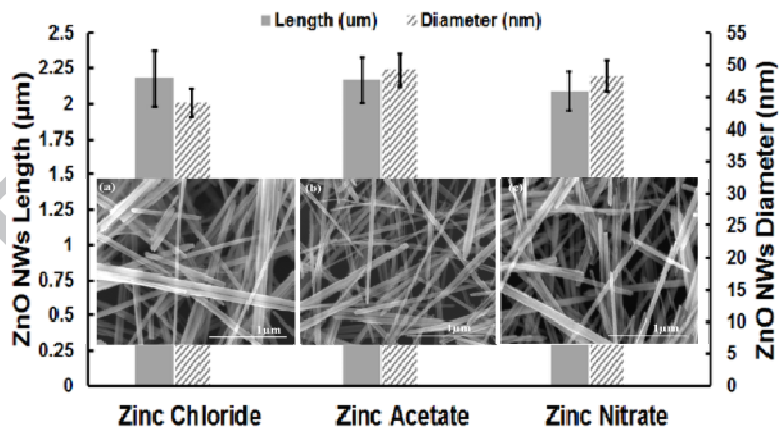 Length (um) Diameter (nm)
2.5
2.25
2
1.75
1.5
1.25
1
0.75
0.5
0.25
0
ZnO NWs Length (μm)
55
50
45
40
35
30
25
20
15
10
5
0
ZnO NWs Diameter (nm)
(a)
(b)
(c)
1um
1μm
1μm
Zinc Chloride Zinc Acetate Zinc Nitrate